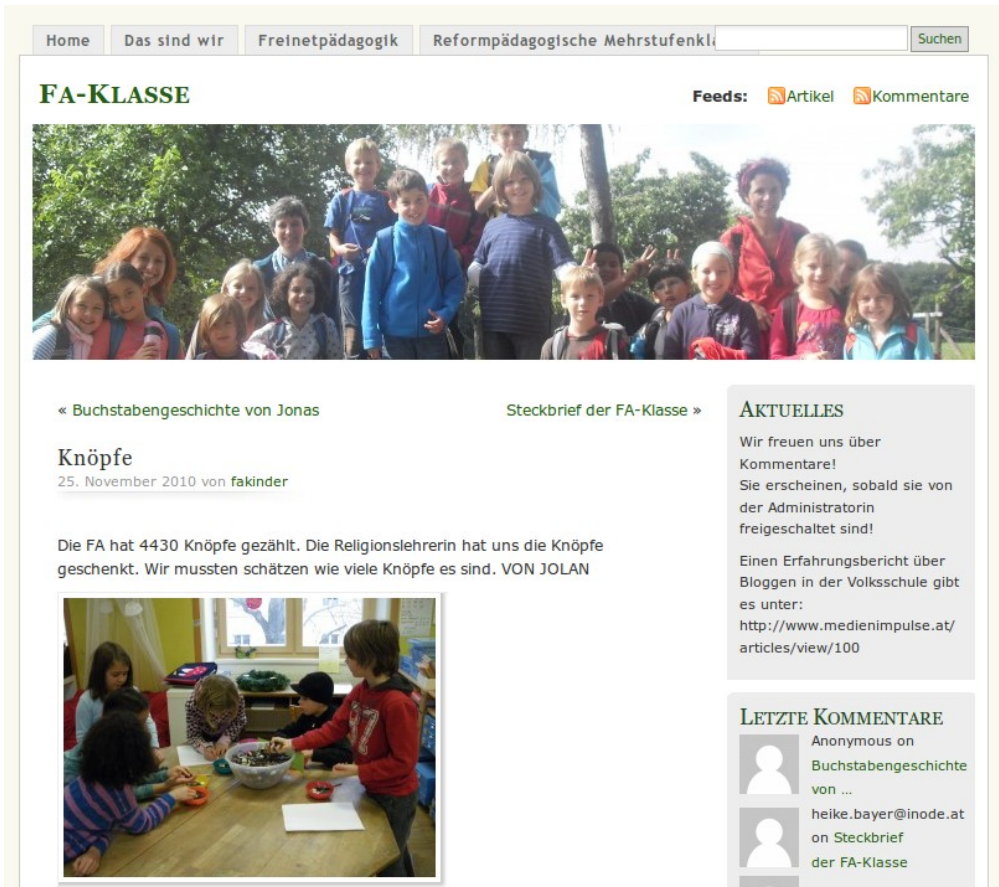 Home Das sind wir Freinetpädagogik Reformpädagogische Suchen
FA-KLASSE
Feeds: Artikel Kommentare
« Buchstabengeschichte von Jonas Steckbrief der FA-Klasse »
Knöpfe
25. November 2010 von fakinder
Die FA hat 4430 Knöpfe gezählt. Die Religionslehrerin hat uns die Knöpfe
geschenkt. Wir mussten schätzen wie viele Knöpfe es sind. VON JOLAN
97
AKTUELLES
Wir freuen uns über
Kommentare!
Sie erscheinen, sobald sie von
der Administratorin
freigeschaltet sind!
Einen Erfahrungsbericht über
Bloggen in der Volksschule gibt
es unter:
http://www.medienimpulse.at/
articles/view/100
LETZTE KOMMENTARE
Anonymous on
Buchstabengeschichte
von ...
heike.bayer@inode.at
on Steckbrief
der FA-Klasse